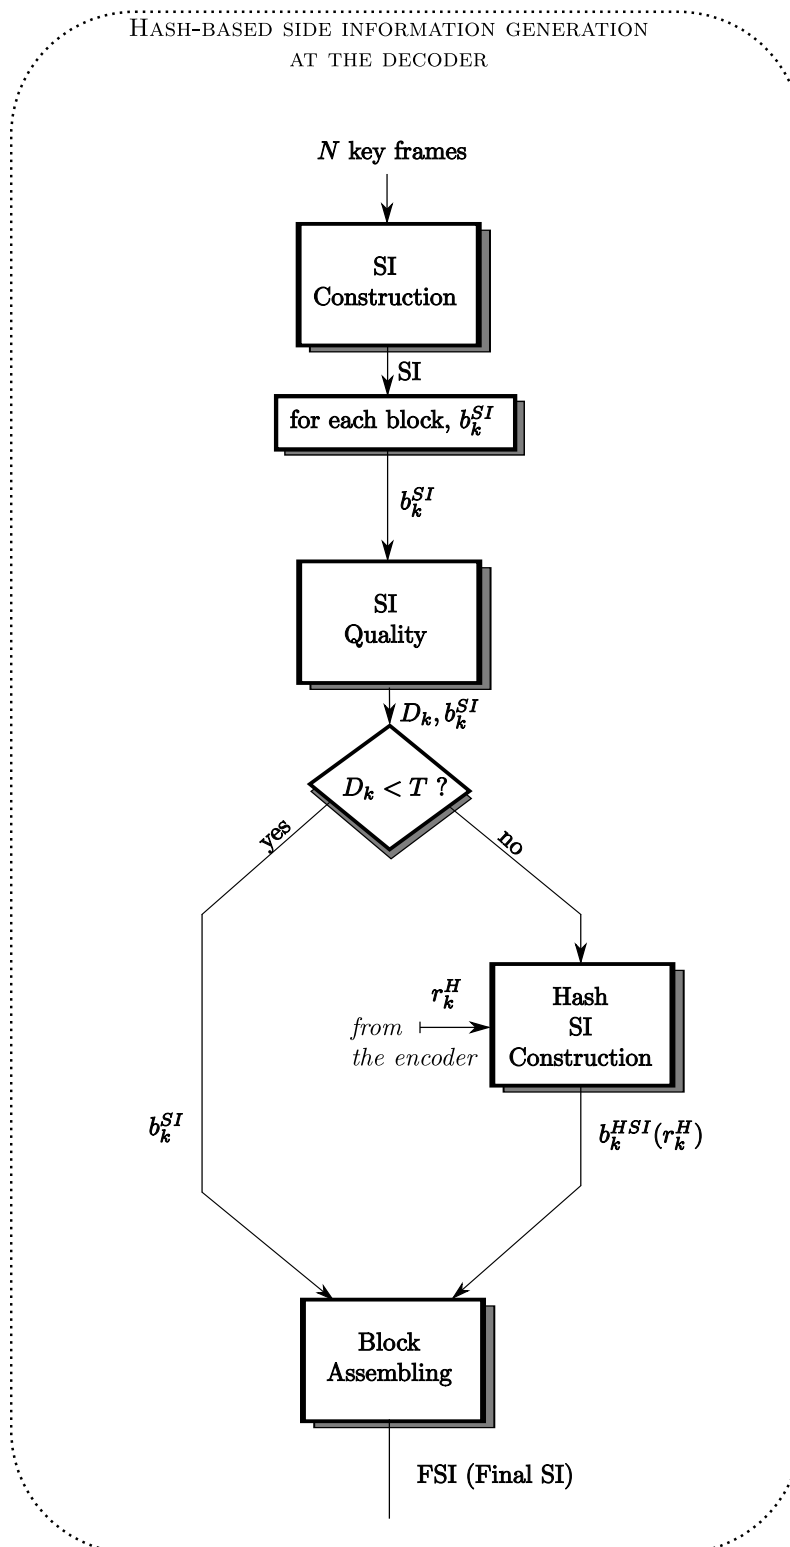 HASH-BASED SIDE INFORMATION GENERATION
AT THE DECODER
N key frames
SI
Construction
SI
for each block, b_k^{SI}
b_k^{SI}
SI
Quality
D_k, b_k^{SI}
D_k < T ?
yes
no
r_k^H
from
the encoder
Hash
SI
Construction
b_k^{SI}
b_k^{HSI}(r_k^H)
Block
Assembling
FSI (Final SI)